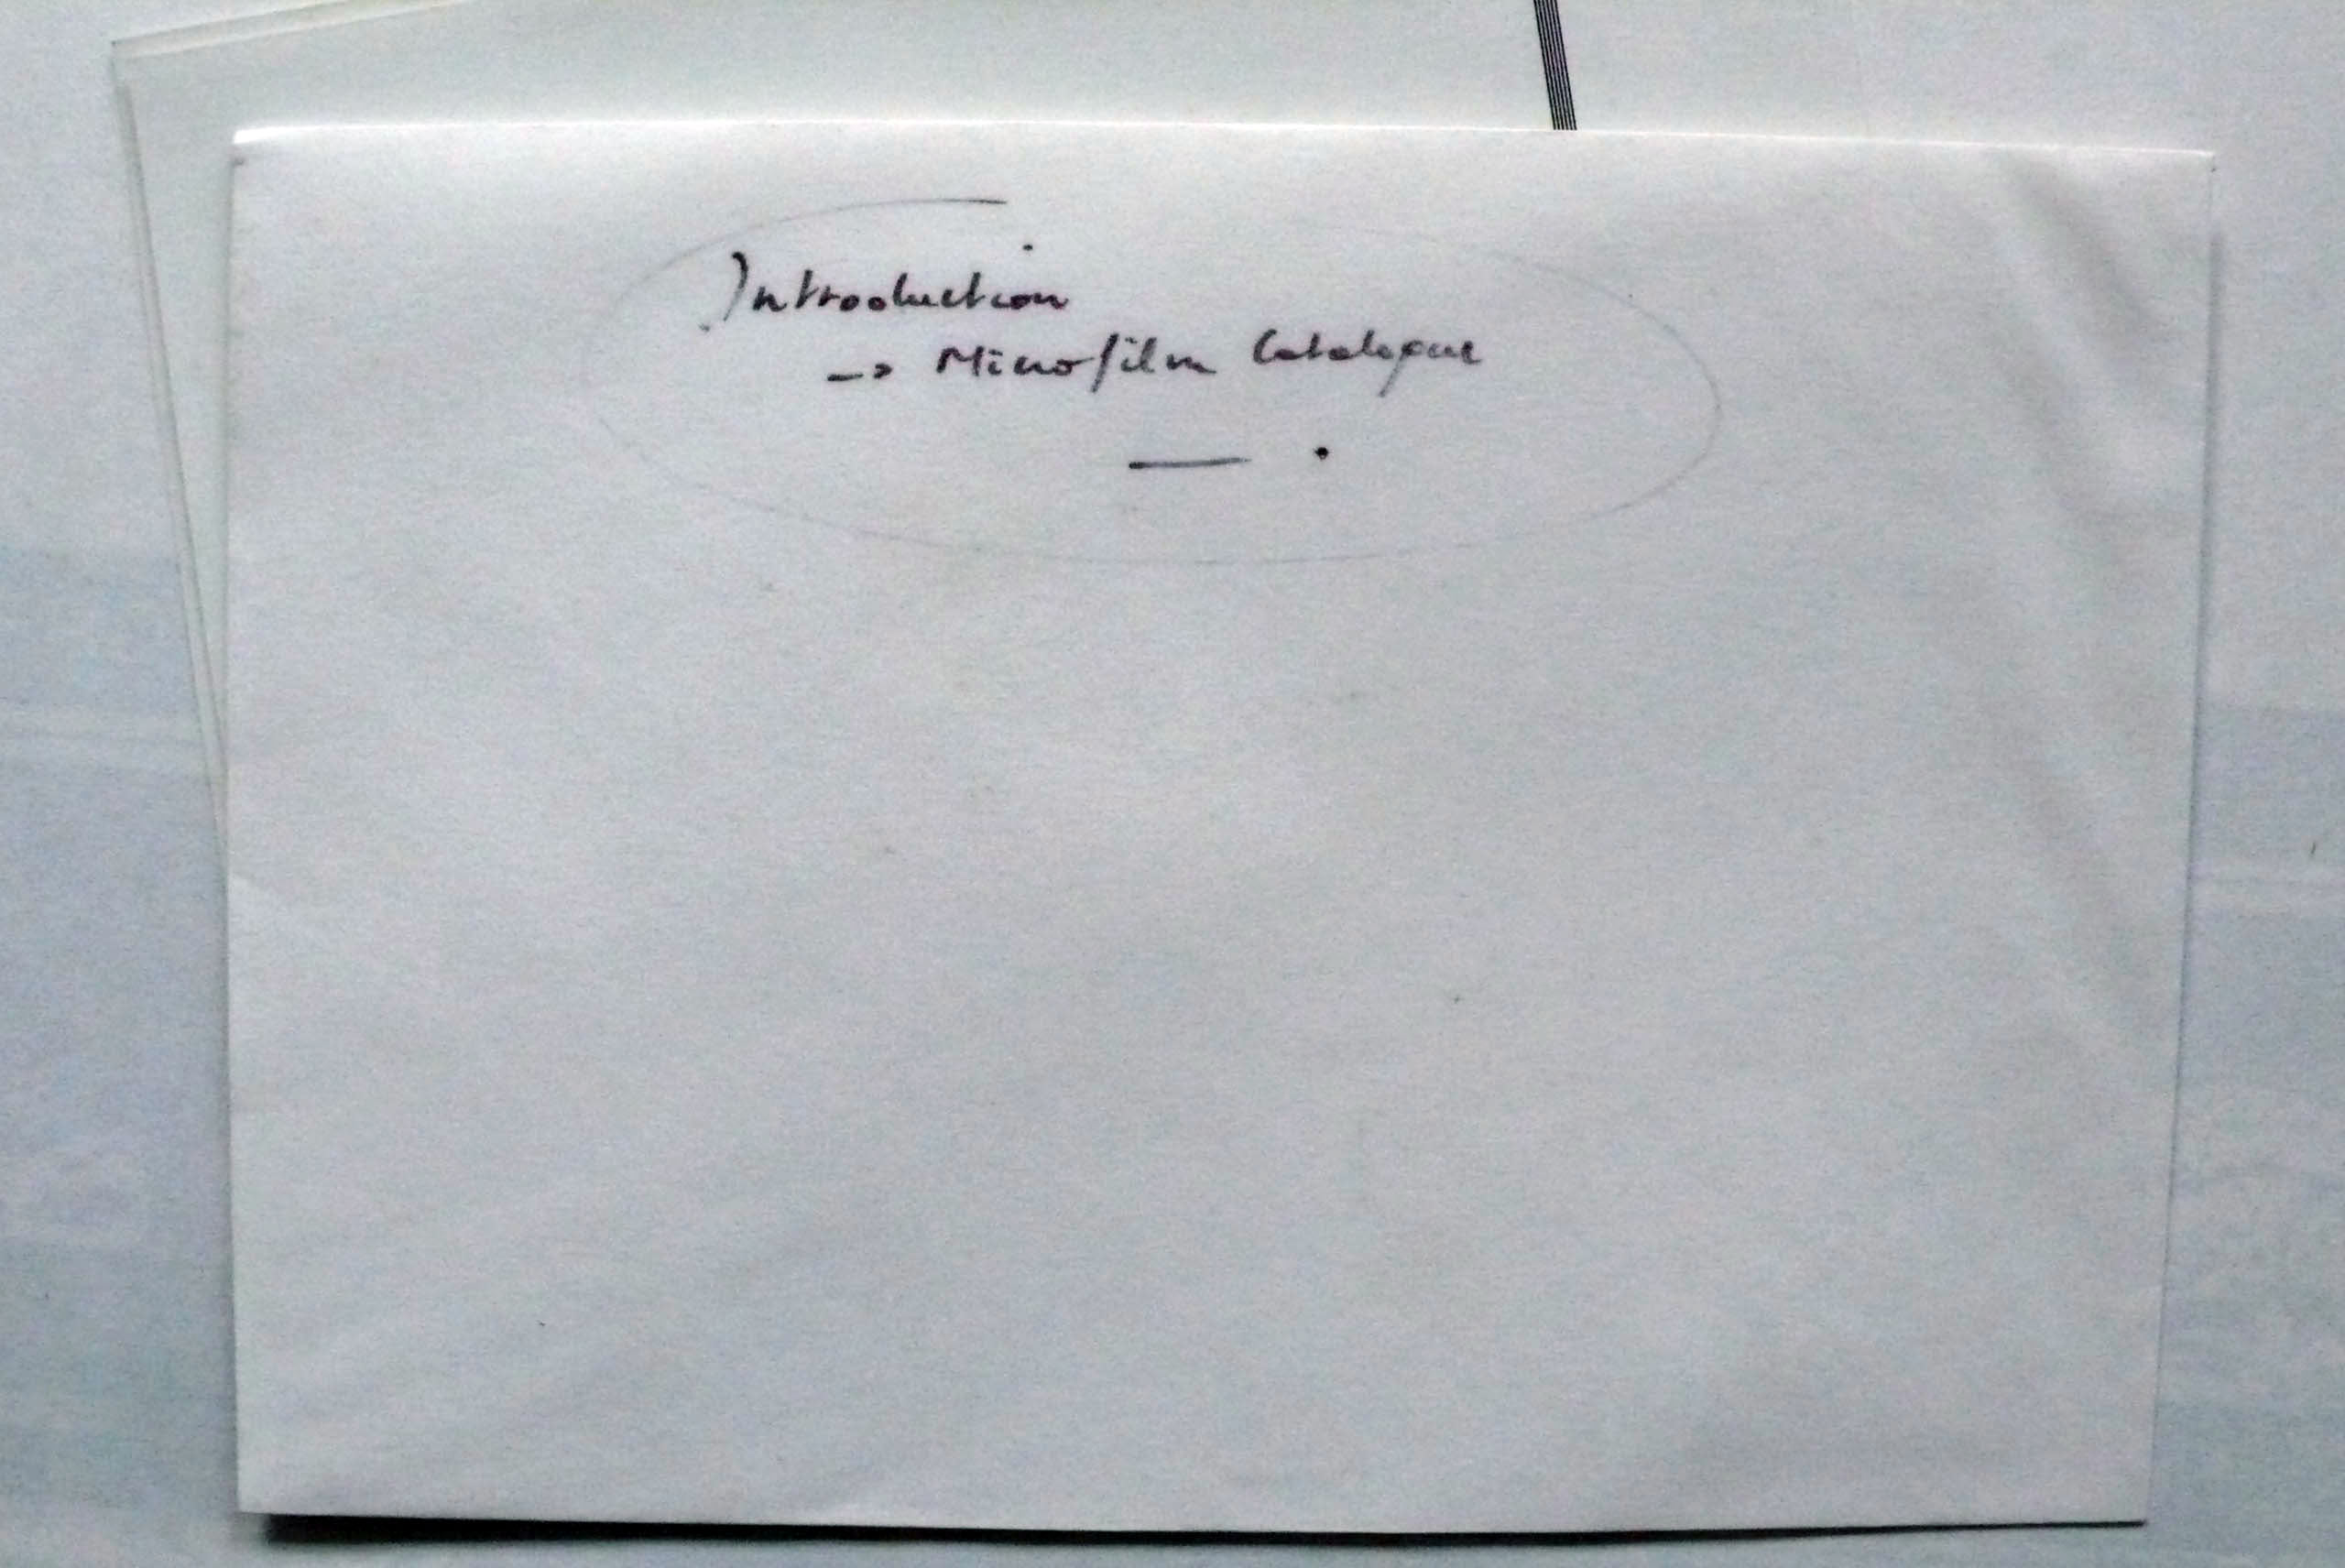 Introduction
-> Microfilm Catalogue